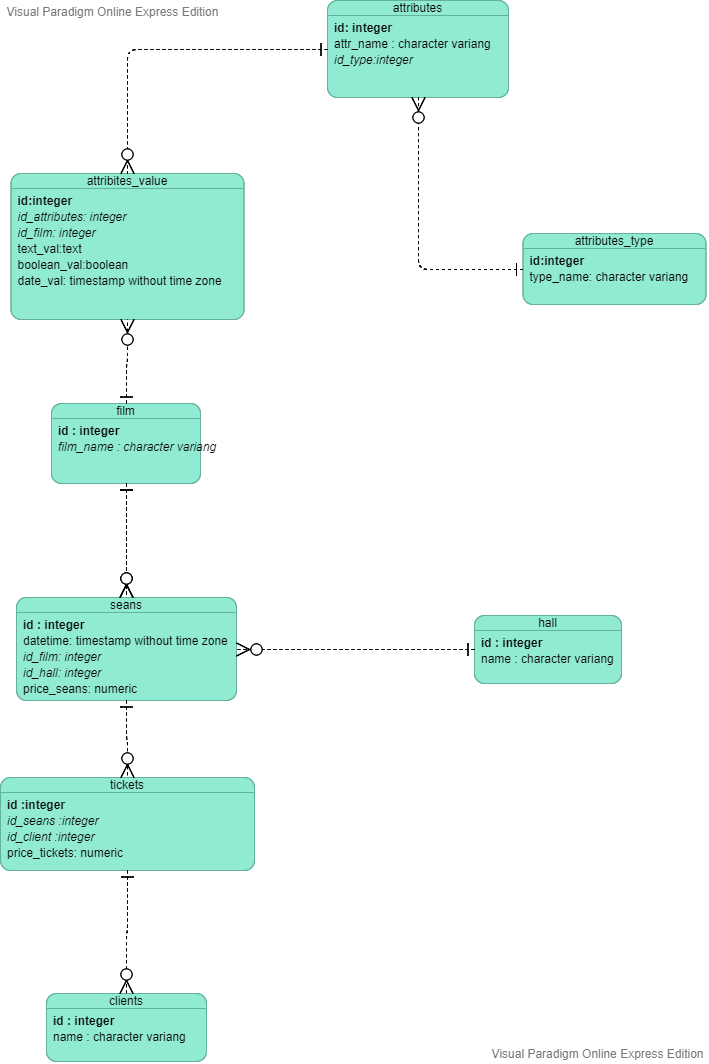 Visual Paradigm Online Express Edition
attributes
id: integer
attr_name : character variang
id_type:integer
attribites_value
id:integer
id_attributes: integer
id_film: integer
text_val:text
boolean_val:boolean
date_val: timestamp without time zone
attributes_type
id:integer
type_name: character variang
film
id : integer
film_name : character variang
seans
id : integer
datetime: timestamp without time zone
id_film: integer
id_hall: integer
price_seans: numeric
hall
id : integer
name : character variang
tickets
id :integer
id_seans :integer
id_client :integer
price_tickets: numeric
clients
id : integer
name : character variang
Visual Paradigm Online Express Edition